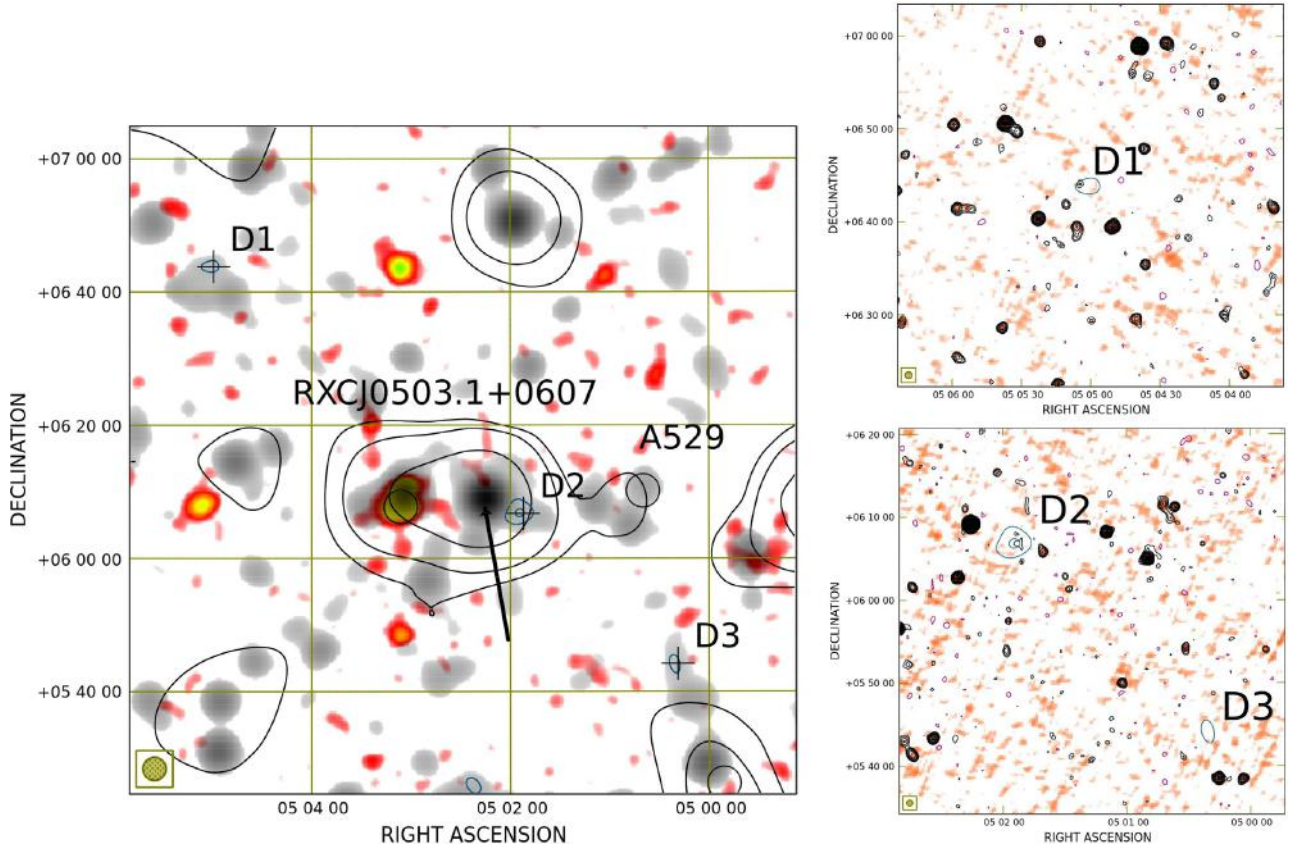 +07 00 00
D1
+06 40 00
RXCJ0503.1+0607
+06 20 00
A529
D2
+06 00 00
D3
+05 40 00
DECLINATION
05 04 00
05 02 00
05 00 00
RIGHT ASCENSION
+07 00 00
+06 50 00
D1
+06 40 00
+06 30 00
DECLINATION
05 06 00
05 05 30
05 05 00
05 04 30
05 04 00
RIGHT ASCENSION
+06 20 00
D2
+06 10 00
+06 00 00
+05 50 00
D3
+05 40 00
DECLINATION
05 02 00
05 01 00
05 00 00
RIGHT ASCENSION